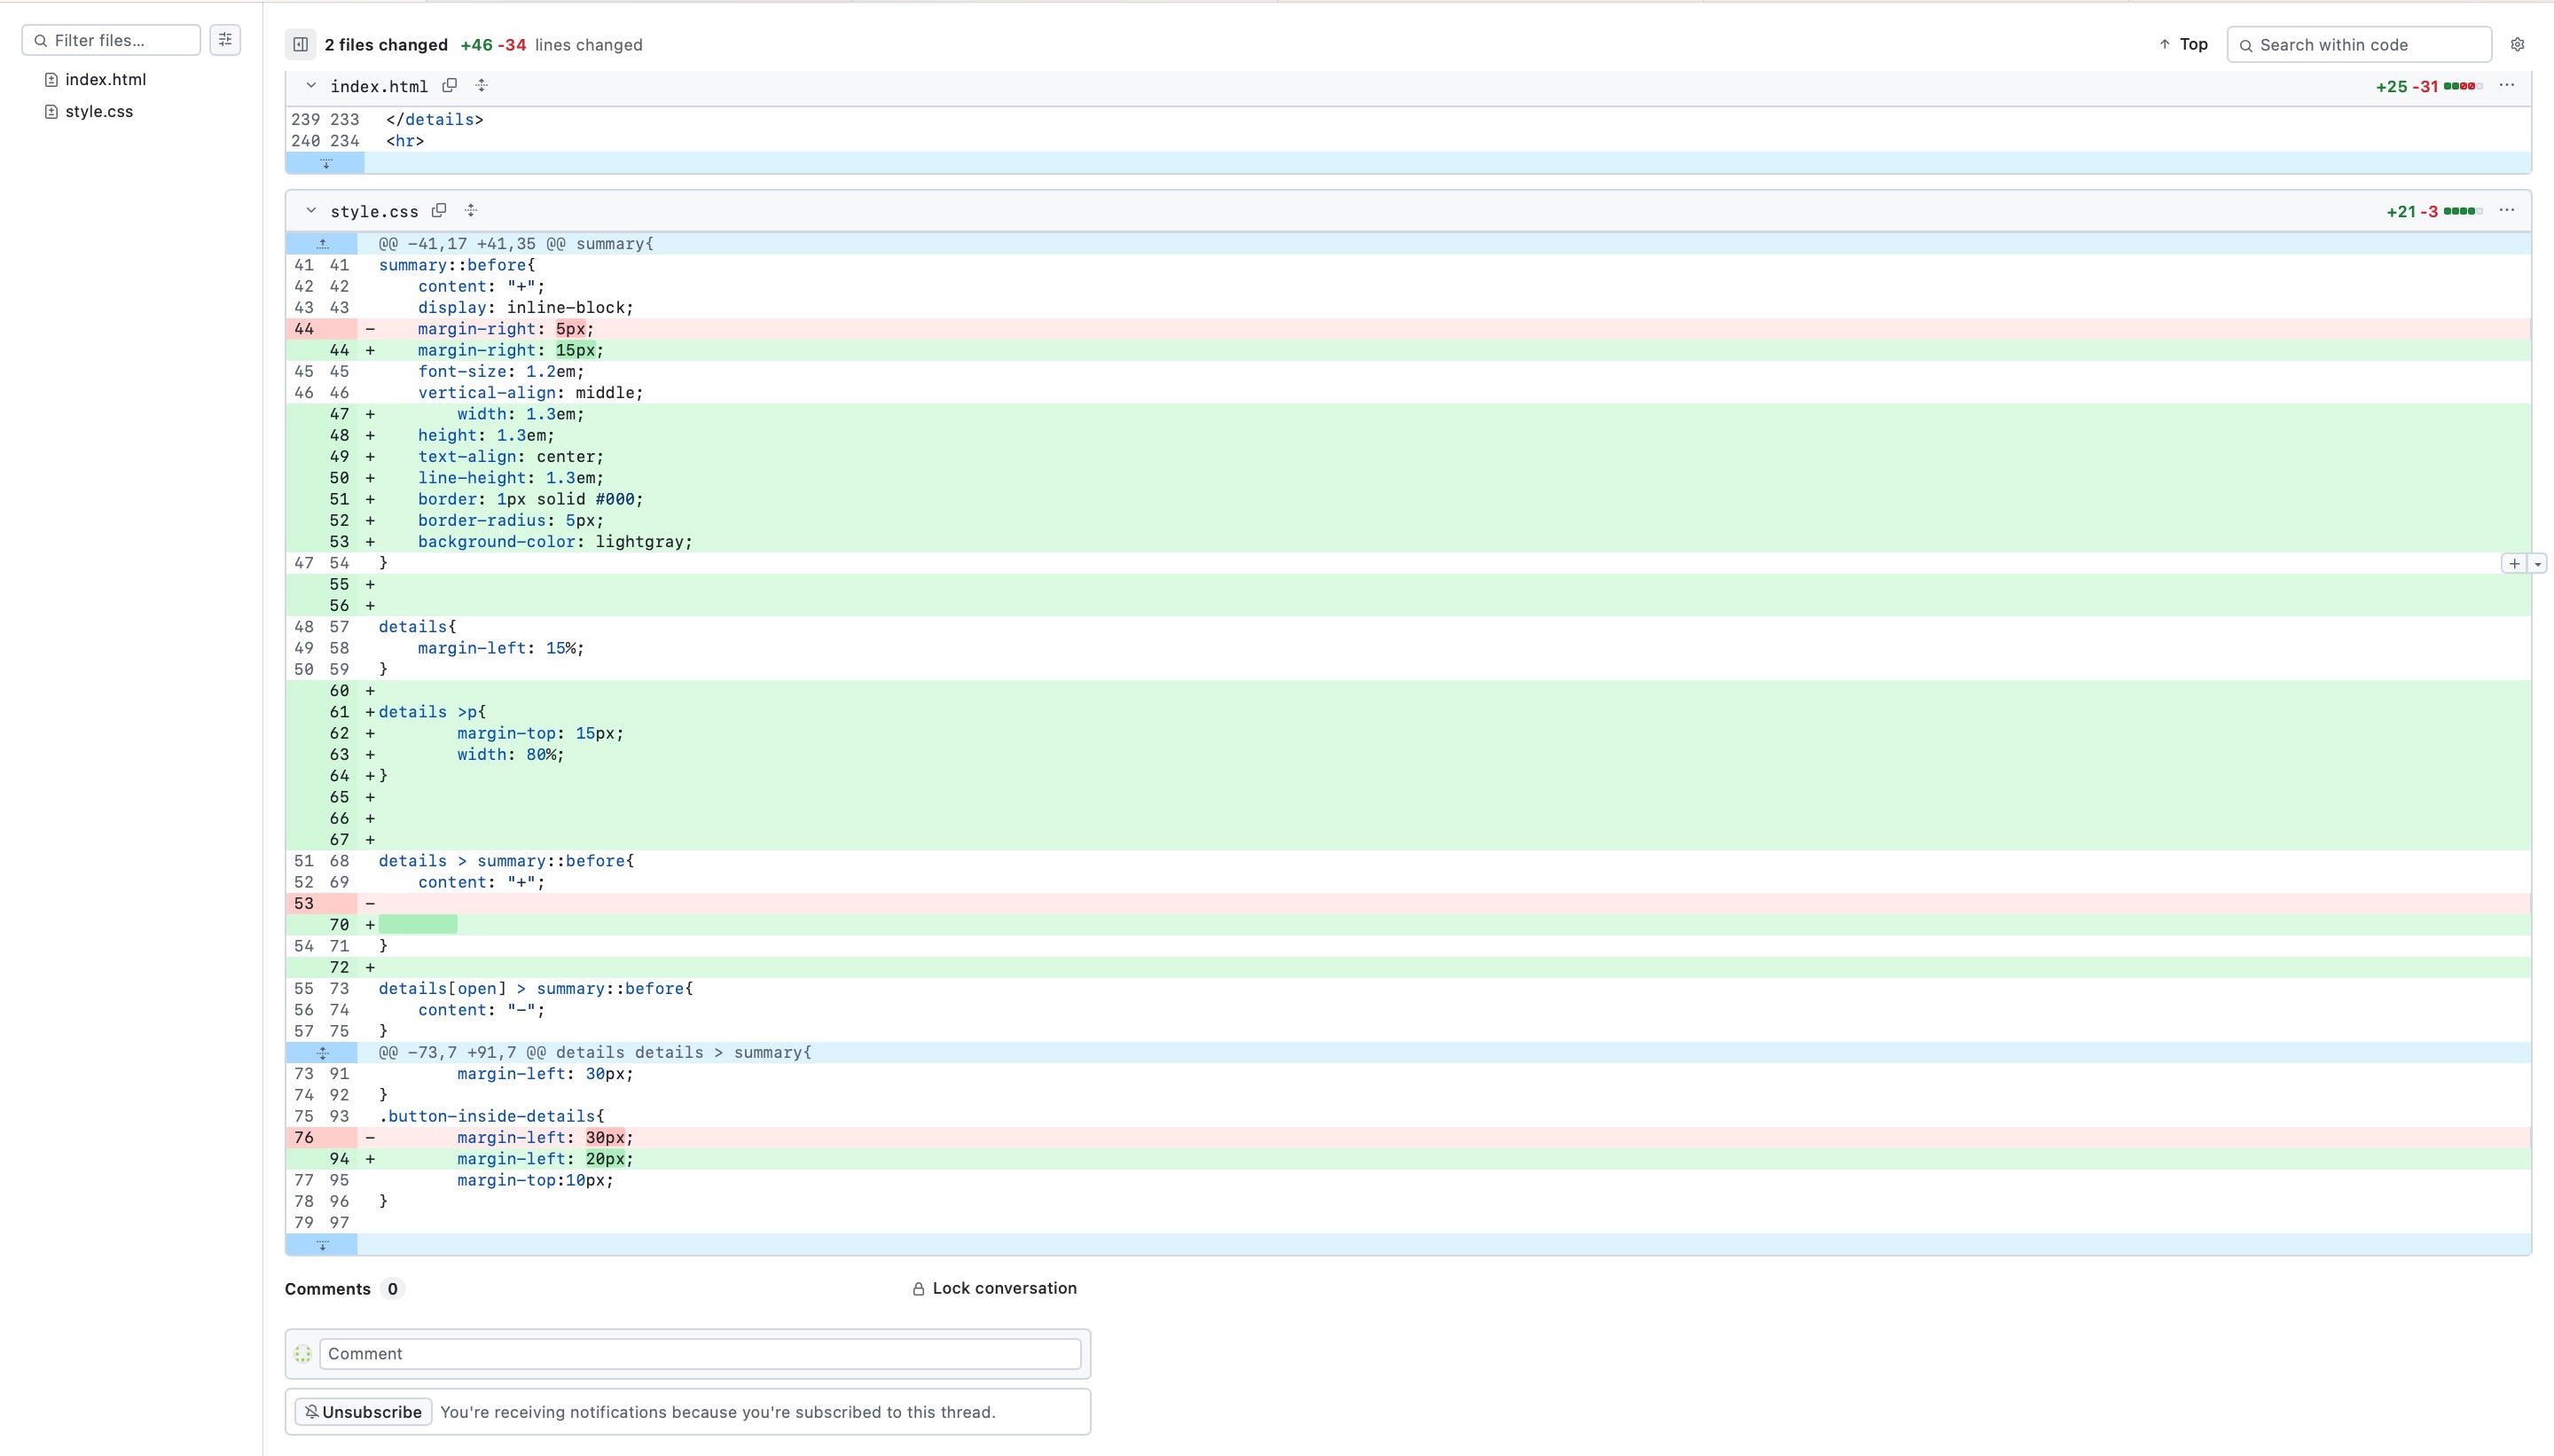 Filter files...
index.html
style.css
2 files changed +46 -34 lines changed
Top
Search within code
index.html
+25 -31
239 233 </details>
240 234 <hr>
style.css
+21 -3
@@ -41,17 +41,35 @@ summary{
41 41 summary::before{
42 42 content: "+";
43 43 display: inline-block;
44 - margin-right: 5px;
44 + margin-right: 15px;
45 45 font-size: 1.2em;
46 46 vertical-align: middle;
47 + width: 1.3em;
48 + height: 1.3em;
49 + text-align: center;
50 + line-height: 1.3em;
51 + border: 1px solid #000;
52 + border-radius: 5px;
53 + background-color: lightgray;
47 54 }
55 +
56 +
48 57 details{
49 58 margin-left: 15%;
50 59 }
60 +
61 +details >p{
62 + margin-top: 15px;
63 + width: 80%;
64 +}
65 +
66 +
67 +
51 68 details > summary::before{
52 69 content: "+";
53 -
70 +
54 71 }
72 +
55 73 details[open] > summary::before{
56 74 content: "-";
57 75 }
@@ -73,7 +91,7 @@ details details > summary{
73 91 margin-left: 30px;
74 92 }
75 93 .button-inside-details{
76 - margin-left: 30px;
94 + margin-left: 20px;
77 95 margin-top:10px;
78 96 }
79 97
Comments 0
Lock conversation
Comment
Unsubscribe You're receiving notifications because you're subscribed to this thread.